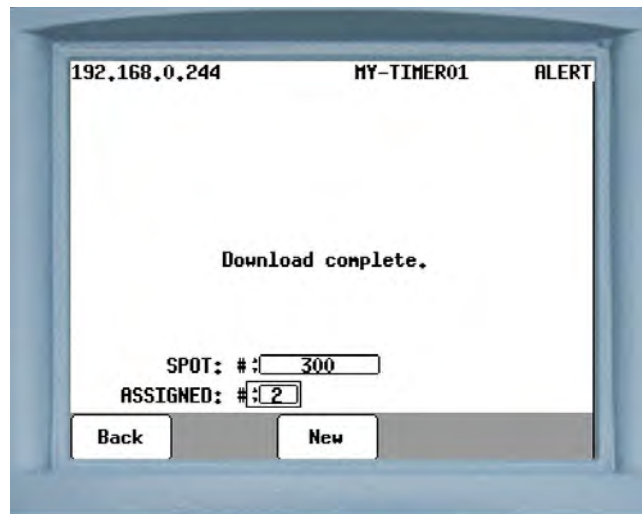 192.168.0.244 MY-TIMER01 ALERT
Download complete.
SPOT: #: 300
ASSIGNED: #: 2
Back New